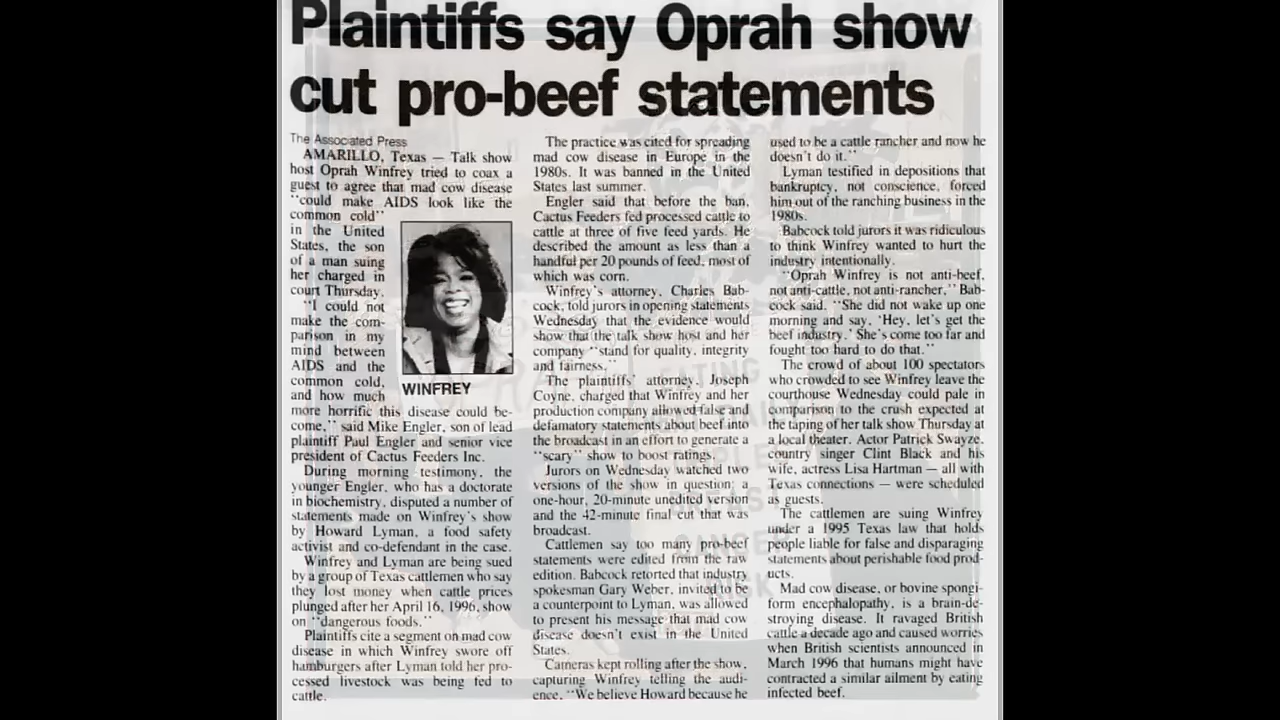 Plaintiffs say Oprah show
cut pro-beef statements
The Associated Press
AMARILLO, Texas — Talk show
host Oprah Winfrey tried to coax a
guest to agree that mad cow disease
“could make AIDS look like the
common cold”
in the United
States, the son
of a man suing
her charged in
court Thursday.
“I could not
make the com-
parison in my
mind between
AIDS and the
common cold,
and how much
WINFREY
more horrific this disease could be-
come,” said Mike Engler, son of lead
plaintiff Paul Engler and senior vice
president of Cactus Feeders Inc.
During morning testimony, the
younger Engler, who has a doctorate
in biochemistry, disputed a number of
statements made on Winfrey's show
by Howard Lyman, a food safety
activist and co-defendant in the case.
Winfrey and Lyman are being sued
by a group of Texas cattlemen who say
they lost money when cattle prices
plunged after her April 16, 1996, show
on “dangerous foods.”
Plaintiffs cite a segment on mad cow
disease in which Winfrey swore off
hamburgers after Lyman told her pro-
cessed livestock was being fed to
cattle.
The practice was cited for spreading
mad cow disease in Europe in the
1980s. It was banned in the United
States last summer.
Engler said that before the ban,
Cactus Feeders fed processed cattle to
cattle at three of five feed yards. He
described the amount as less than a
handful per 20 pounds of feed, most of
which was corn.
Winfrey's attorney, Charles Bab-
cock, told jurors in opening statements
Wednesday that the evidence would
show that the talk show host and her
company “stand for quality, integrity
and fairness.”
The plaintiffs' attorney, Joseph
Coyne, charged that Winfrey and her
production company allowed false and
defamatory statements about beef into
the broadcast in an effort to generate a
“scary” show to boost ratings.
Jurors on Wednesday watched two
versions of the show in question: a
one-hour, 20-minute unedited version
and the 42-minute final cut that was
broadcast.
Cattlemen say too many pro-beef
statements were edited from the raw
edition. Babcock retorted that industry
spokesman Gary Weber, invited to be
a counterpoint to Lyman, was allowed
to present his message that mad cow
disease doesn't exist in the United
States.
Cameras kept rolling after the show,
capturing Winfrey telling the audi-
ence, “We believe Howard because he
used to be a cattle rancher and now he
doesn't do it.”
Lyman testified in depositions that
bankruptcy, not conscience, forced
him out of the ranching business in the
1980s.
Babcock told jurors it was ridiculous
to think Winfrey wanted to hurt the
industry intentionally.
“Oprah Winfrey is not anti-beef,
not anti-cattle, not anti-rancher,” Bab-
cock said. “She did not wake up one
morning and say, ‘Hey, let's get the
beef industry.’ She's come too far and
fought too hard to do that.”
The crowd of about 100 spectators
who crowded to see Winfrey leave the
courthouse Wednesday could pale in
comparison to the crush expected at
the taping of her talk show Thursday at
a local theater. Actor Patrick Swayze,
country singer Clint Black and his
wife, actress Lisa Hartman — all with
Texas connections — were scheduled
as guests.
The cattlemen are suing Winfrey
under a 1995 Texas law that holds
people liable for false and disparaging
statements about perishable food prod-
ucts.
Mad cow disease, or bovine spongi-
form encephalopathy, is a brain-de-
stroying disease. It ravaged British
cattle a decade ago and caused worries
when British scientists announced in
March 1996 that humans might have
contracted a similar ailment by eating
infected beef.
EATING
BREAST
CANCER
RISK